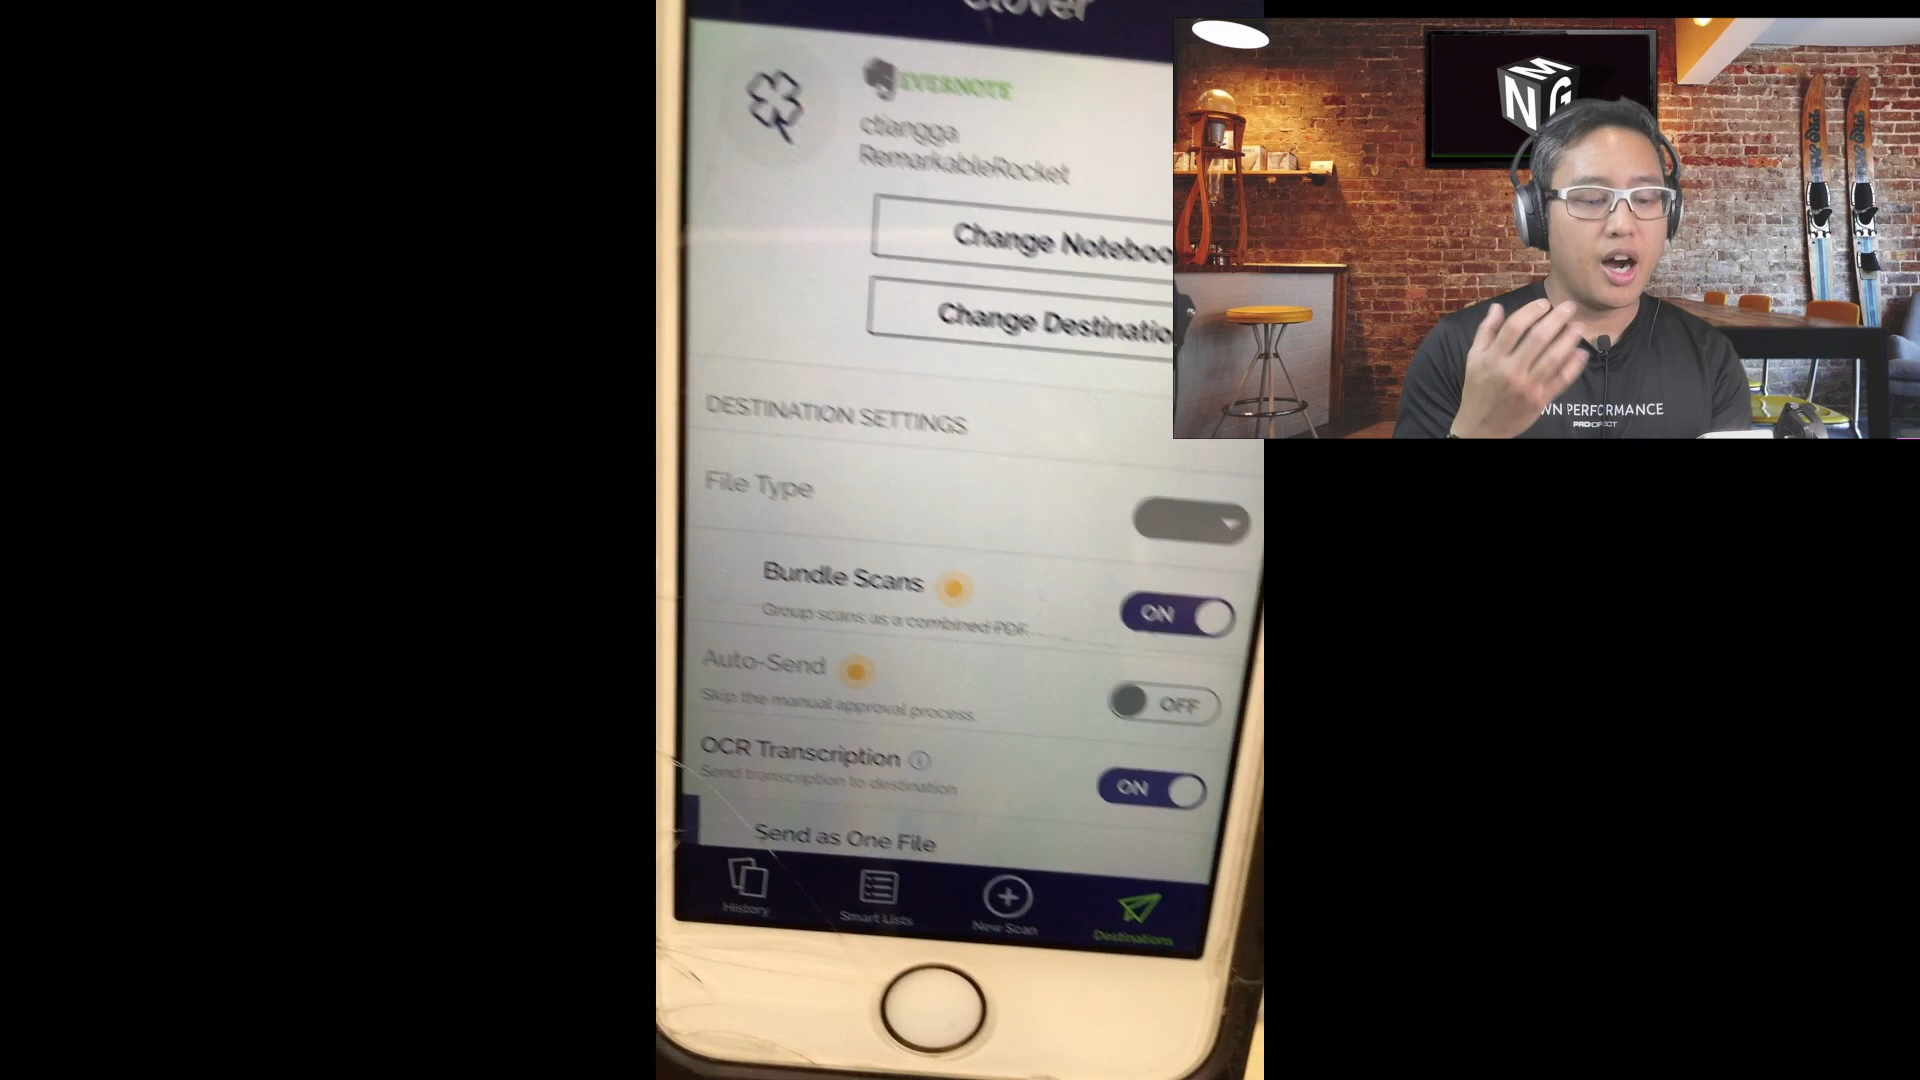 Clover
EVERNOTE
ctiangga
RemarkableRocket
Change Noteboo
Change Destinatio
DESTINATION SETTINGS
File Type
Bundle Scans
Group scans as a combined PDF.
ON
Auto-Send
Skip the manual approval process.
OFF
OCR Transcription
Send transcription to destination
ON
Send as One File
History
Smart Lists
New Scan
Destinations
N M G
WN PERFORMANCE
PRO